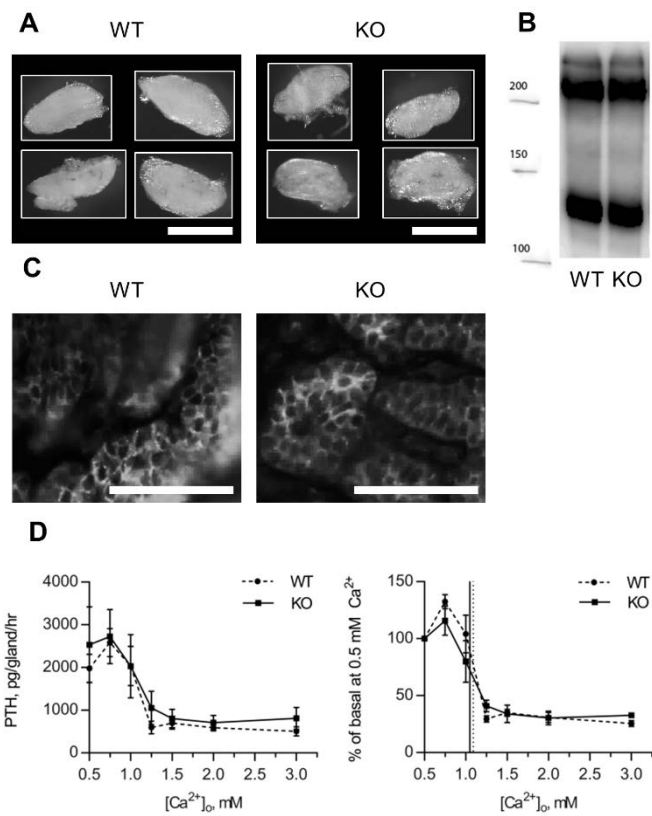 A
WT
KO
B
200
150
100
WT KO
C
WT
KO
D
4000
3000
2000
1000
0
PTH, pg/gland/hr
WT
KO
0.5 1.0 1.5 2.0 2.5 3.0
[Ca²⁺]ₒ, mM
150
100
50
0
% of basal at 0.5 mM Ca²⁺
WT
KO
0.5 1.0 1.5 2.0 2.5 3.0
[Ca²⁺]ₒ, mM